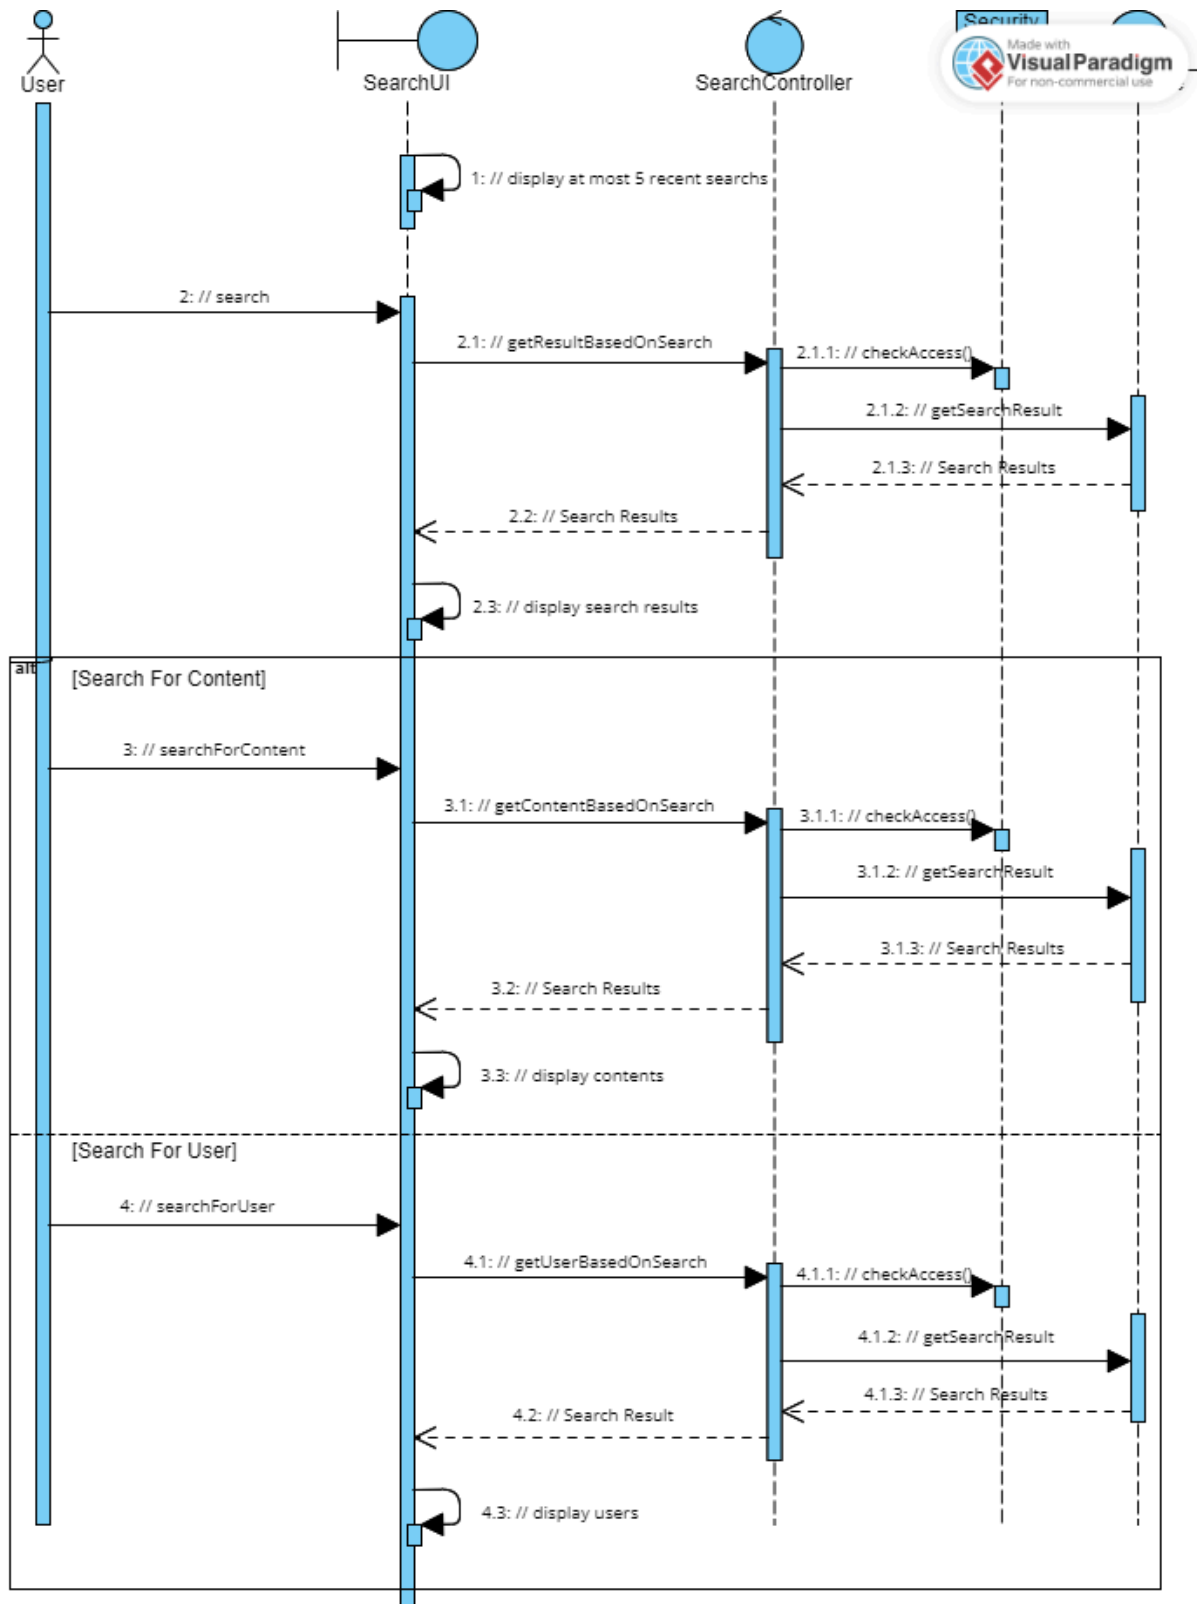 Security
Made with
Visual Paradigm
For non-commercial use
User
SearchUI
SearchController
1: // display at most 5 recent searchs
2: // search
2.1: // getResultBasedOnSearch
2.1.1: // checkAccess()
2.1.2: // getSearchResult
2.1.3: // Search Results
2.2: // Search Results
2.3: // display search results
alt
[Search For Content]
3: // searchForContent
3.1: // getContentBasedOnSearch
3.1.1: // checkAccess()
3.1.2: // getSearchResult
3.1.3: // Search Results
3.2: // Search Results
3.3: // display contents
[Search For User]
4: // searchForUser
4.1: // getUserBasedOnSearch
4.1.1: // checkAccess()
4.1.2: // getSearchResult
4.1.3: // Search Results
4.2: // Search Result
4.3: // display users